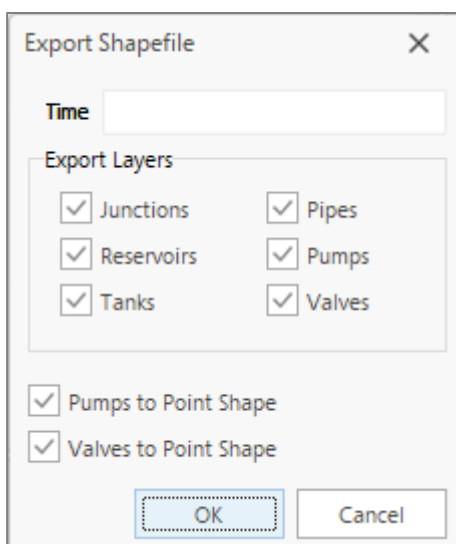 Export Shapefile
Time
Export Layers
Junctions Pipes
Reservoirs Pumps
Tanks Valves
Pumps to Point Shape
Valves to Point Shape
OK Cancel